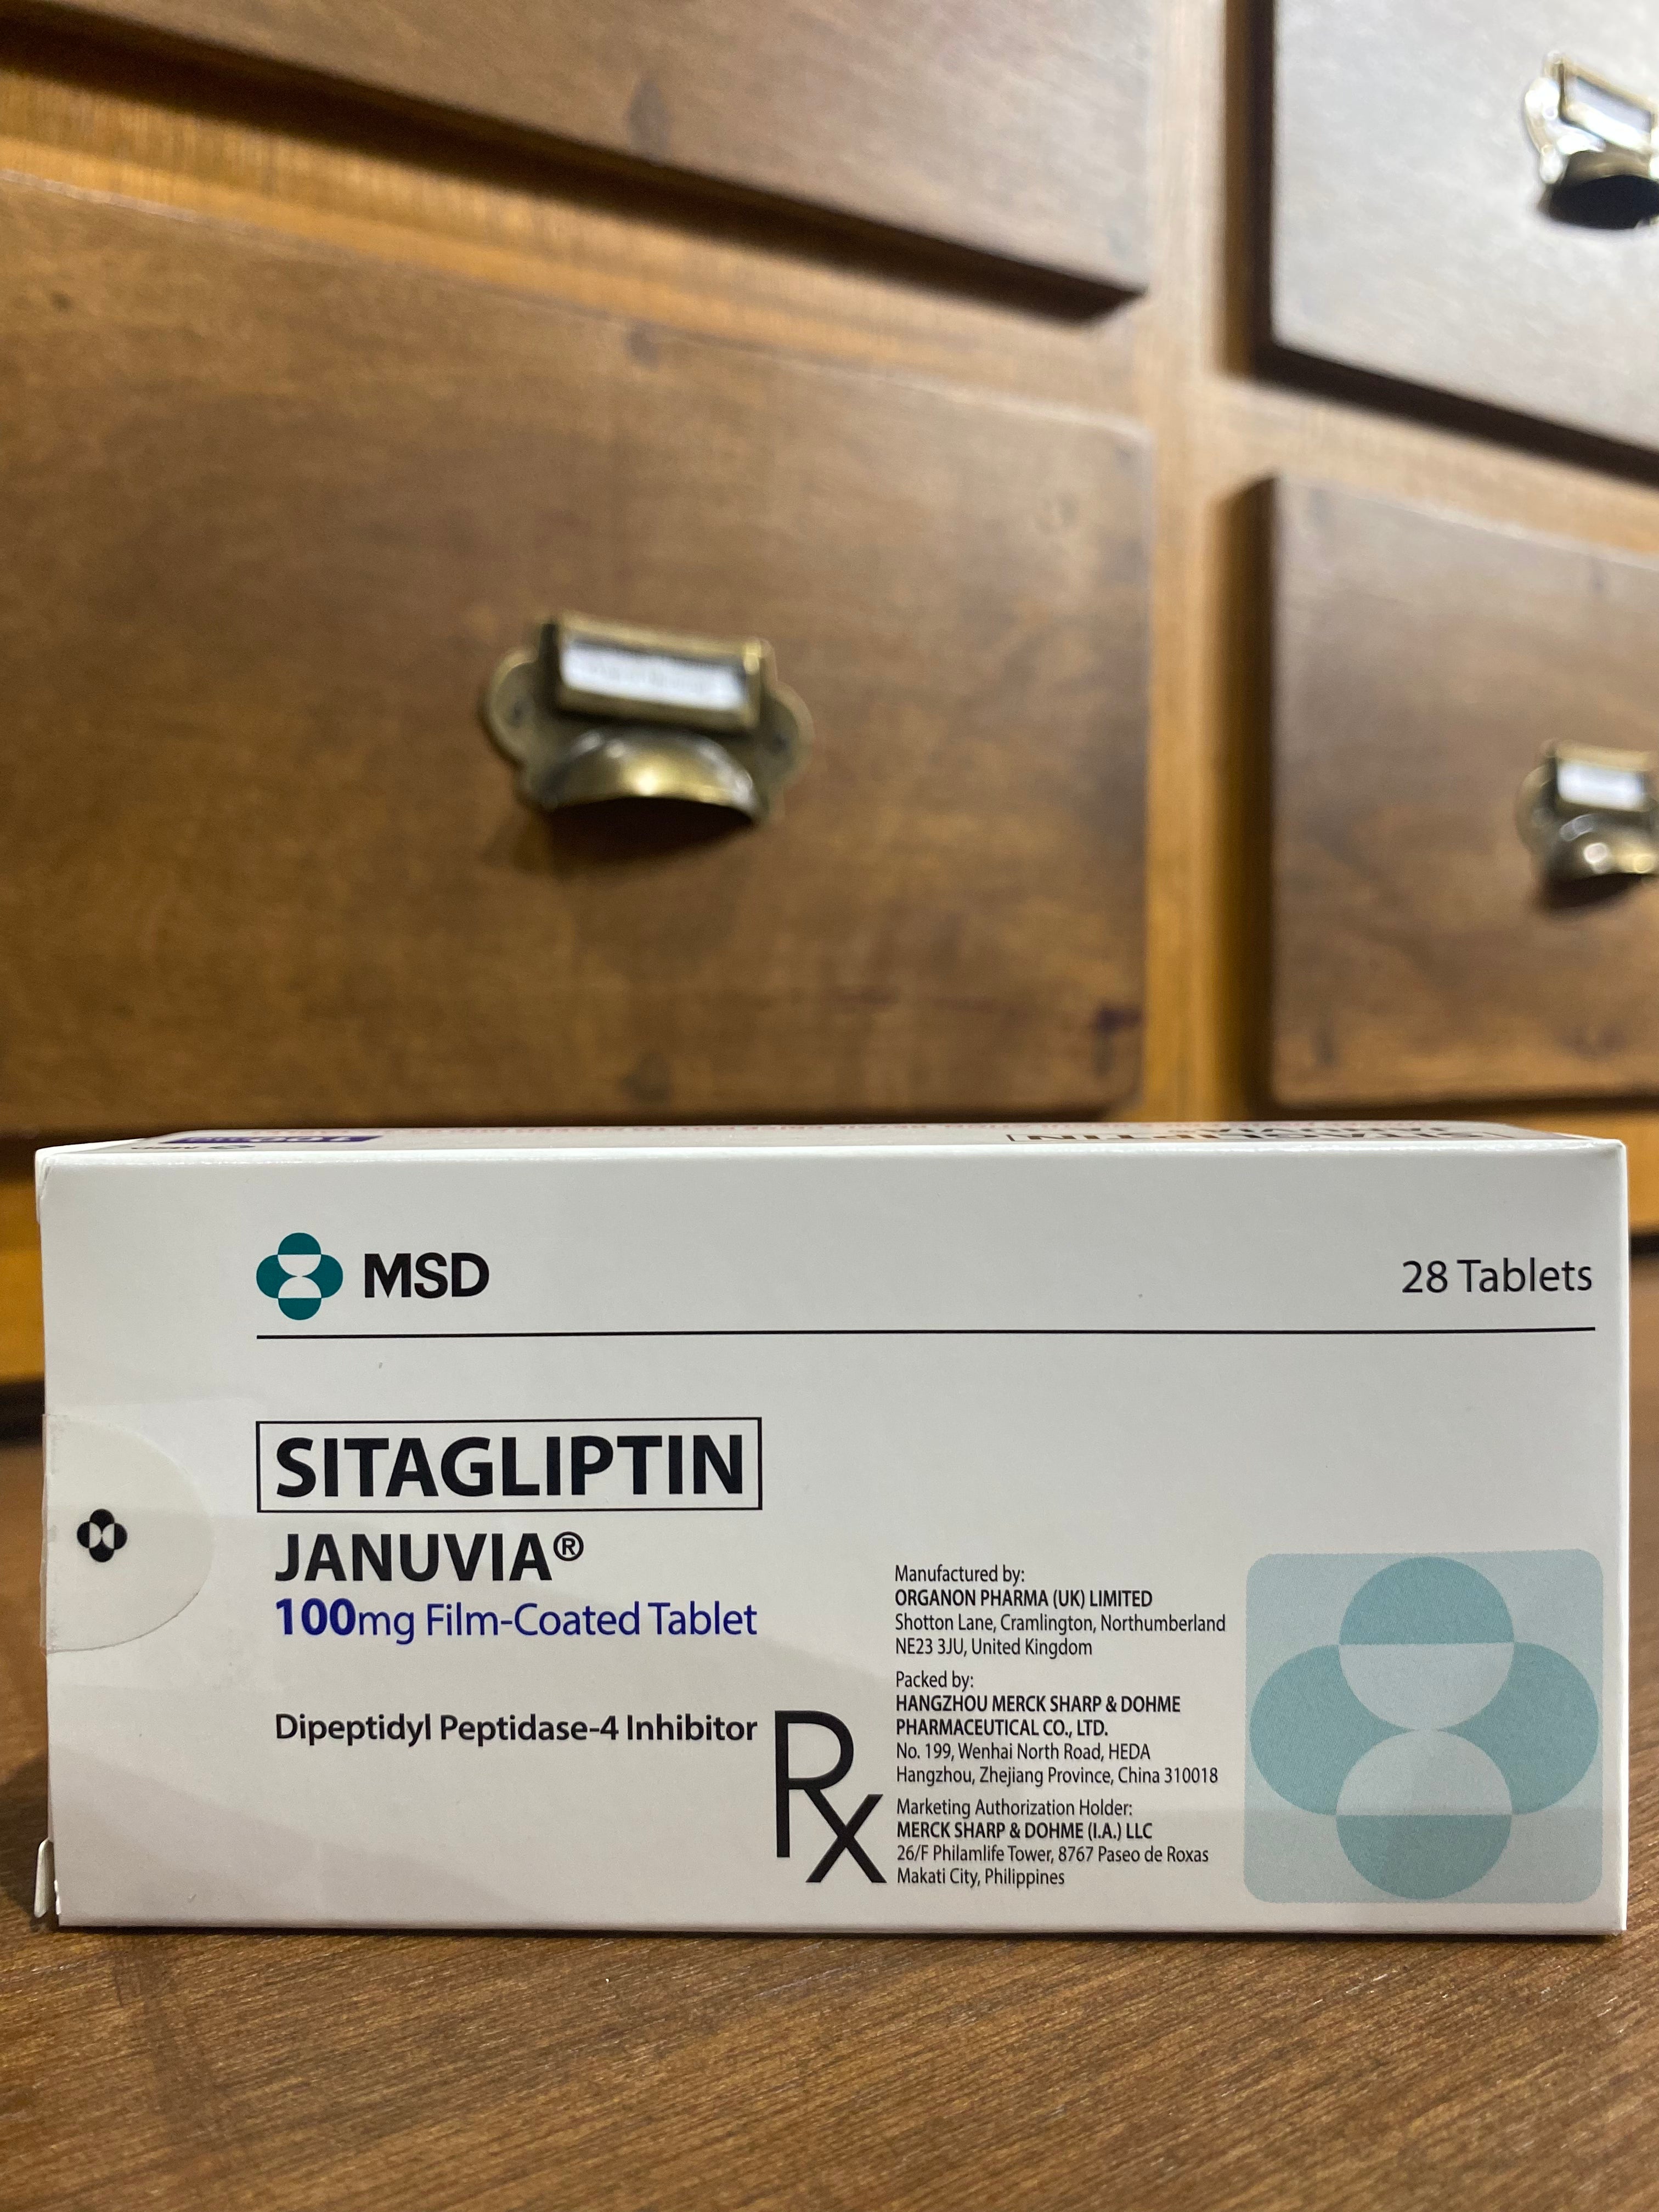 SITAGLIPTIN
MSD
28 Tablets
SITAGLIPTIN
JANUVIA®
100mg Film-Coated Tablet
Dipeptidyl Peptidase-4 Inhibitor
Rx
Manufactured by:
ORGANON PHARMA (UK) LIMITED
Shotton Lane, Cramlington, Northumberland
NE23 3JU, United Kingdom
Packed by:
HANGZHOU MERCK SHARP & DOHME
PHARMACEUTICAL CO., LTD.
No. 199, Wenhai North Road, HEDA
Hangzhou, Zhejiang Province, China 310018
Marketing Authorization Holder:
MERCK SHARP & DOHME (I.A.) LLC
26/F Philamlife Tower, 8767 Paseo de Roxas
Makati City, Philippines